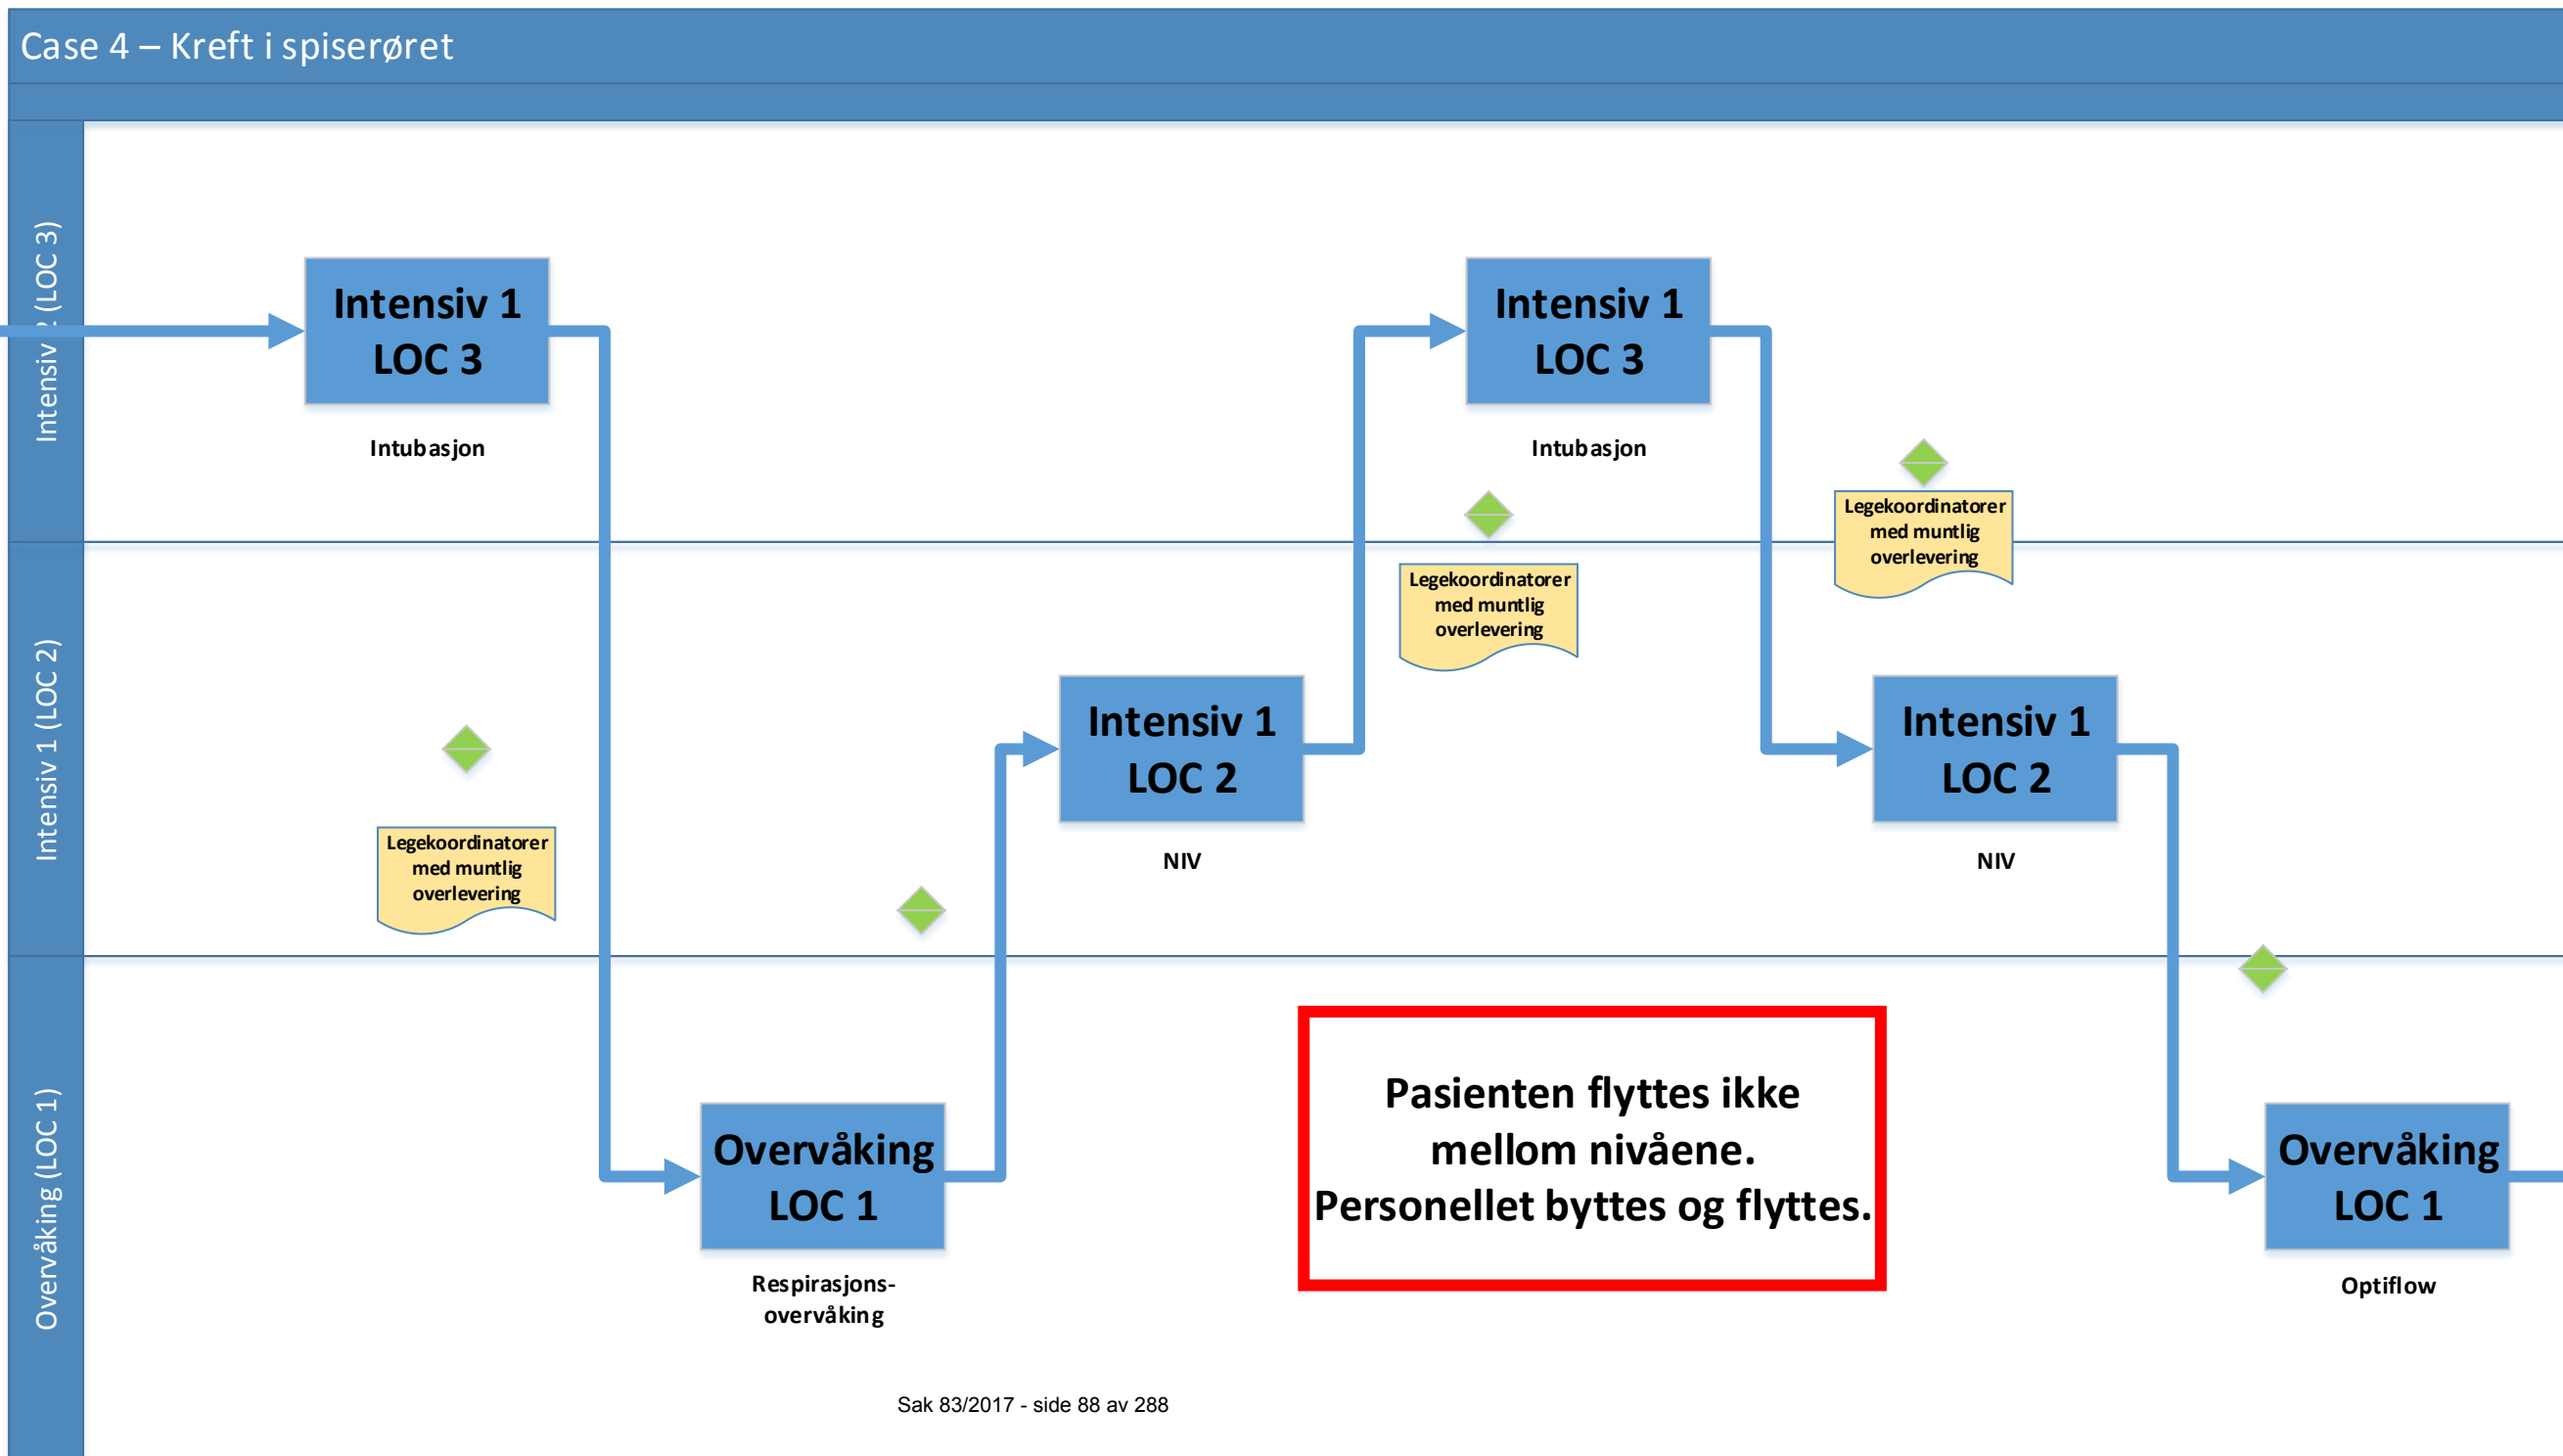 Case 4 – Kreft i spiserøret
Intensiv 2 (LOC 3)
Intensiv 1
LOC 3
Intubasjon
Intensiv 1
LOC 3
Intubasjon
Legekoordinatorer
med muntlig
overlevering
Intensiv 1 (LOC 2)
Legekoordinatorer
med muntlig
overlevering
Legekoordinatorer
med muntlig
overlevering
Intensiv 1
LOC 2
NIV
Intensiv 1
LOC 2
NIV
Overvåking (LOC 1)
Overvåking
LOC 1
Respirasjons-
overvåking
Pasienten flyttes ikke
mellom nivåene.
Personellet byttes og flyttes.
Overvåking
LOC 1
Optiflow
Sak 83/2017 - side 88 av 288